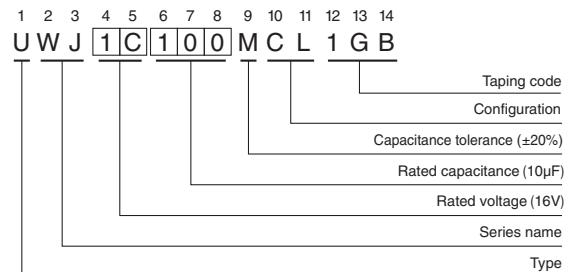 1 2 3 4 5 6 7 8 9 10 11 12 13 14
U W J 1 C 1 0 0 M C L 1 G B
Taping code
Configuration
Capacitance tolerance (±20%)
Rated capacitance (10µF)
Rated voltage (16V)
Series name
Type